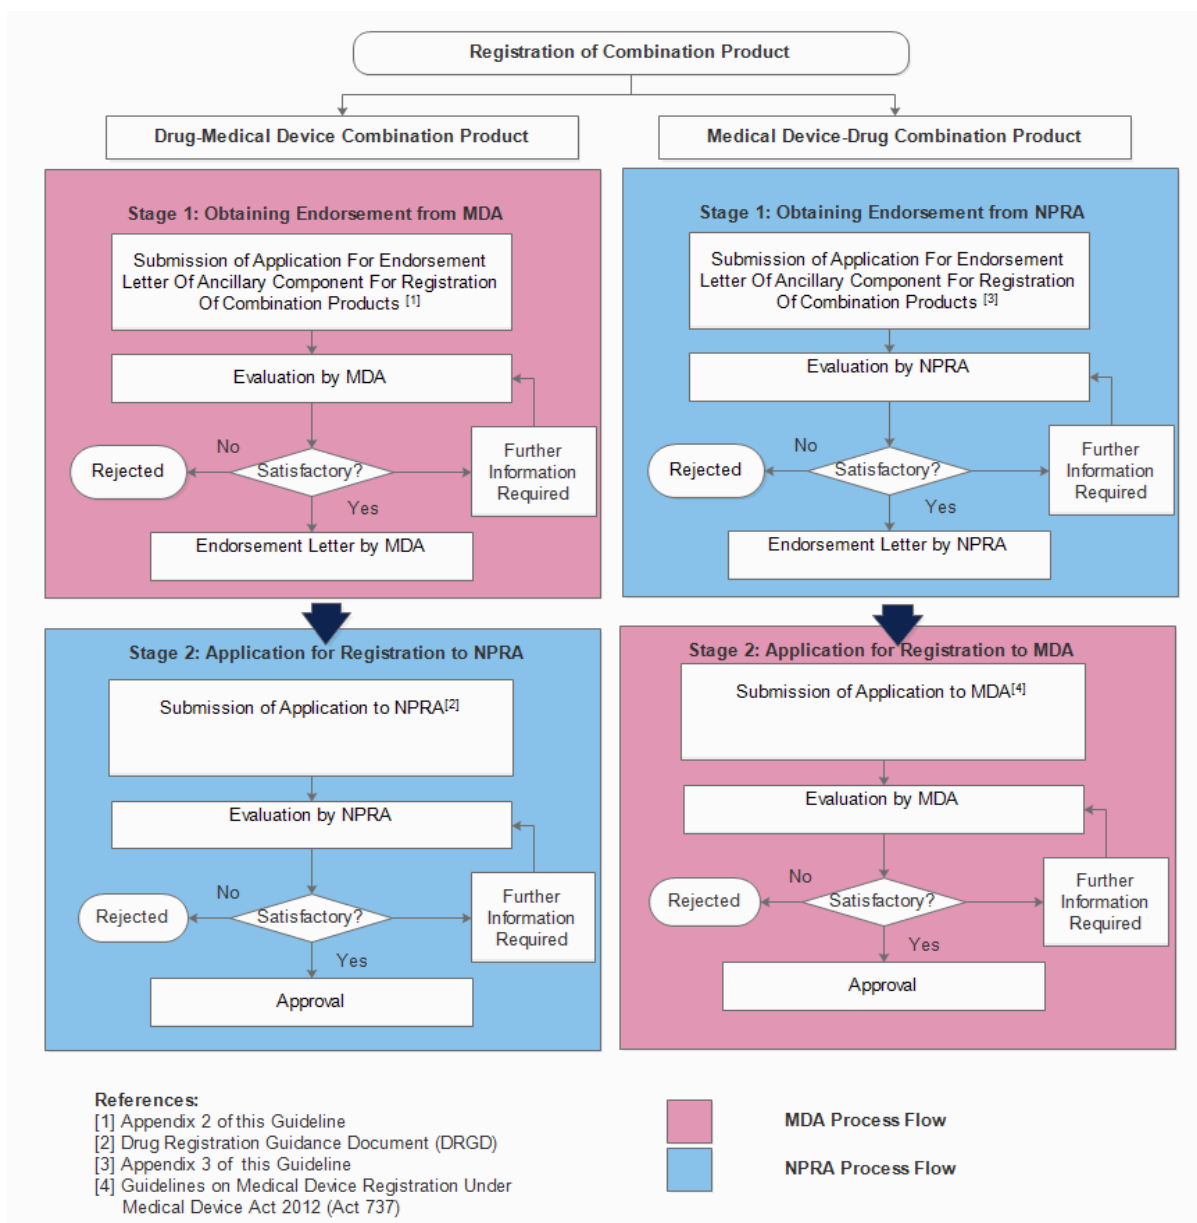 Registration of Combination Product
Drug-Medical Device Combination Product
Medical Device-Drug Combination Product
Stage 1: Obtaining Endorsement from MDA
Submission of Application For Endorsement
Letter Of Ancillary Component For Registration
Of Combination Products [1]
Evaluation by MDA
No
Rejected
Satisfactory?
Further
Information
Required
Yes
Endorsement Letter by MDA
Stage 1: Obtaining Endorsement from NPRA
Submission of Application For Endorsement
Letter Of Ancillary Component For Registration
Of Combination Products [3]
Evaluation by NPRA
No
Rejected
Satisfactory?
Further
Information
Required
Yes
Endorsement Letter by NPRA
Stage 2: Application for Registration to NPRA
Submission of Application to NPRA[2]
Evaluation by NPRA
No
Rejected
Satisfactory?
Further
Information
Required
Yes
Approval
Stage 2: Application for Registration to MDA
Submission of Application to MDA[4]
Evaluation by MDA
No
Rejected
Satisfactory?
Further
Information
Required
Yes
Approval
References:
[1] Appendix 2 of this Guideline
[2] Drug Registration Guidance Document (DRGD)
[3] Appendix 3 of this Guideline
[4] Guidelines on Medical Device Registration Under
Medical Device Act 2012 (Act 737)
MDA Process Flow
NPRA Process Flow